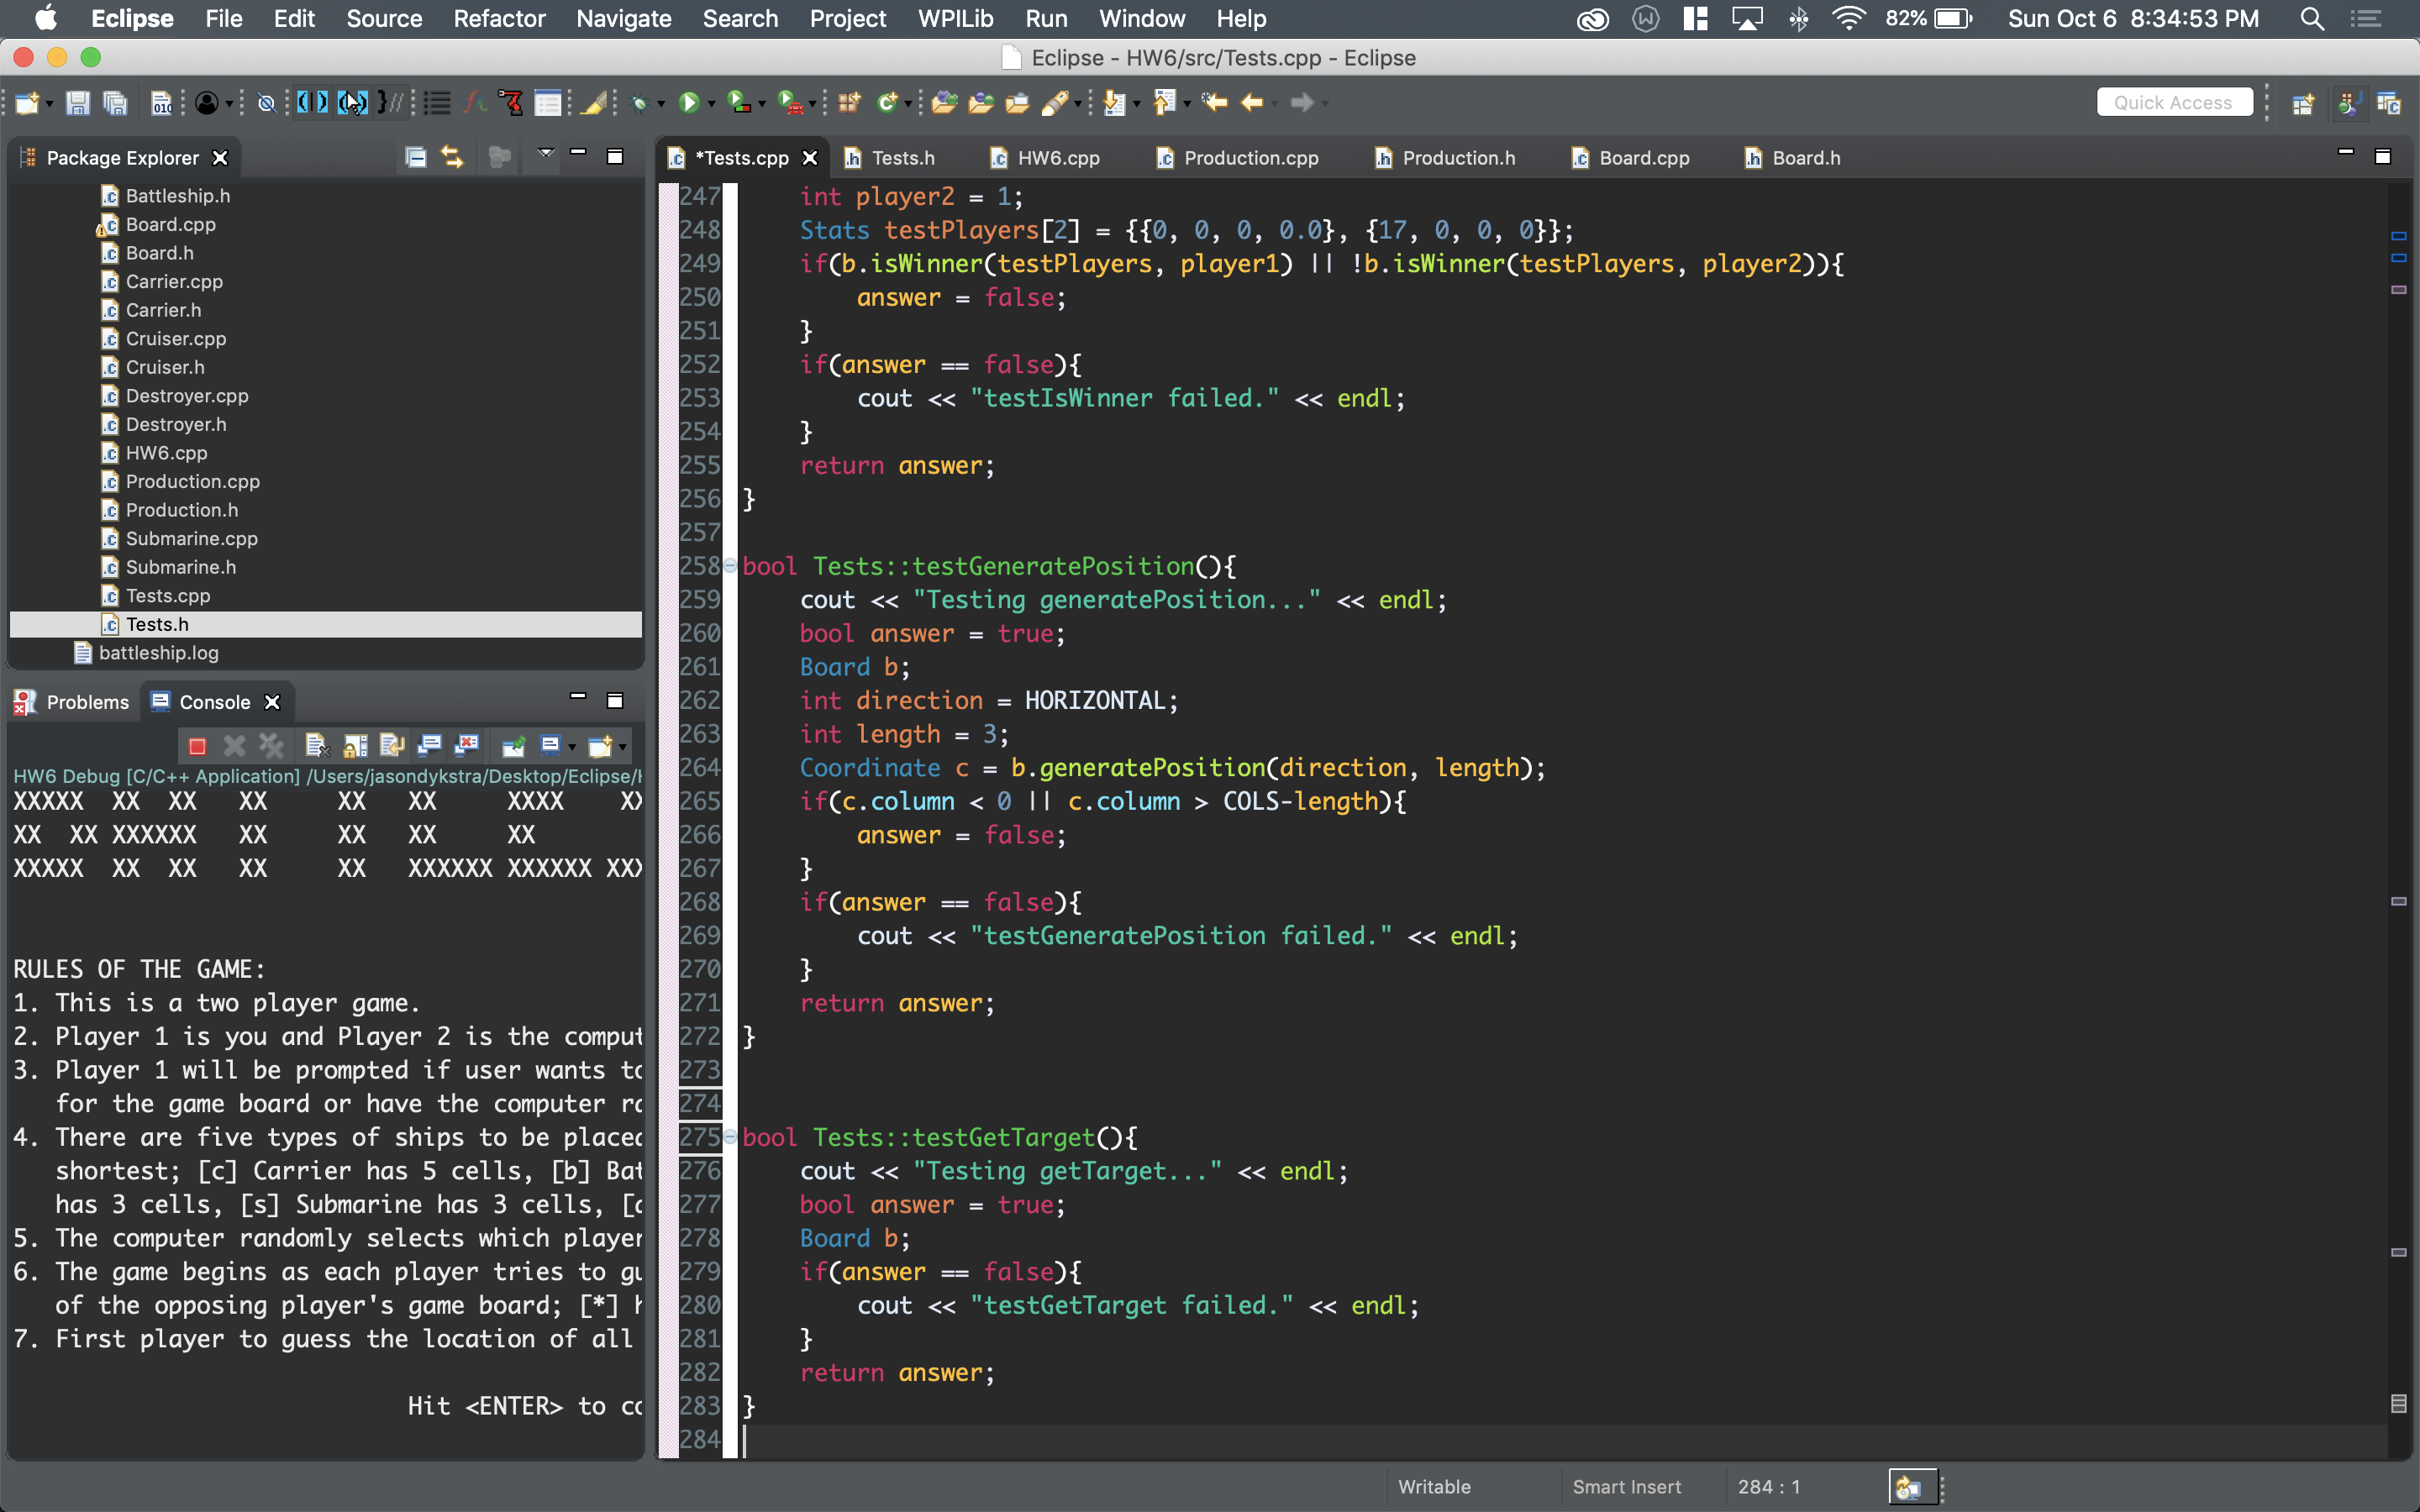 Eclipse File Edit Source Refactor Navigate Search Project WPILib Run Window Help 82% Sun Oct 6 8:34:53 PM
Eclipse - HW6/src/Tests.cpp - Eclipse
Quick Access
Package Explorer
Battleship.h
Board.cpp
Board.h
Carrier.cpp
Carrier.h
Cruiser.cpp
Cruiser.h
Destroyer.cpp
Destroyer.h
HW6.cpp
Production.cpp
Production.h
Submarine.cpp
Submarine.h
Tests.cpp
Tests.h
battleship.log
Problems Console
HW6 Debug [C/C++ Application] /Users/jasondykstra/Desktop/Eclipse/
XXXXX  XX  XX   XX     XX   XX     XXXX    XX
XX  XX XXXXXX   XX     XX   XX     XX
XXXXX  XX  XX   XX     XX   XXXXXX XXXXXX XXX
RULES OF THE GAME:
1. This is a two player game.
2. Player 1 is you and Player 2 is the comput
3. Player 1 will be prompted if user wants to
for the game board or have the computer ra
4. There are five types of ships to be placed
shortest; [c] Carrier has 5 cells, [b] Bat
has 3 cells, [s] Submarine has 3 cells, [d
5. The computer randomly selects which player
6. The game begins as each player tries to gu
of the opposing player's game board; [*] h
7. First player to guess the location of all
Hit <ENTER> to co
*Tests.cpp Tests.h HW6.cpp Production.cpp Production.h Board.cpp Board.h
247     int player2 = 1;
248     Stats testPlayers[2] = {{0, 0, 0, 0.0}, {17, 0, 0, 0}};
249     if(b.isWinner(testPlayers, player1) || !b.isWinner(testPlayers, player2)){
250         answer = false;
251     }
252     if(answer == false){
253         cout << "testIsWinner failed." << endl;
254     }
255     return answer;
256 }
257
258 bool Tests::testGeneratePosition(){
259     cout << "Testing generatePosition..." << endl;
260     bool answer = true;
261     Board b;
262     int direction = HORIZONTAL;
263     int length = 3;
264     Coordinate c = b.generatePosition(direction, length);
265     if(c.column < 0 || c.column > COLS-length){
266         answer = false;
267     }
268     if(answer == false){
269         cout << "testGeneratePosition failed." << endl;
270     }
271     return answer;
272 }
273
274
275 bool Tests::testGetTarget(){
276     cout << "Testing getTarget..." << endl;
277     bool answer = true;
278     Board b;
279     if(answer == false){
280         cout << "testGetTarget failed." << endl;
281     }
282     return answer;
283 }
284
Writable Smart Insert 284 : 1